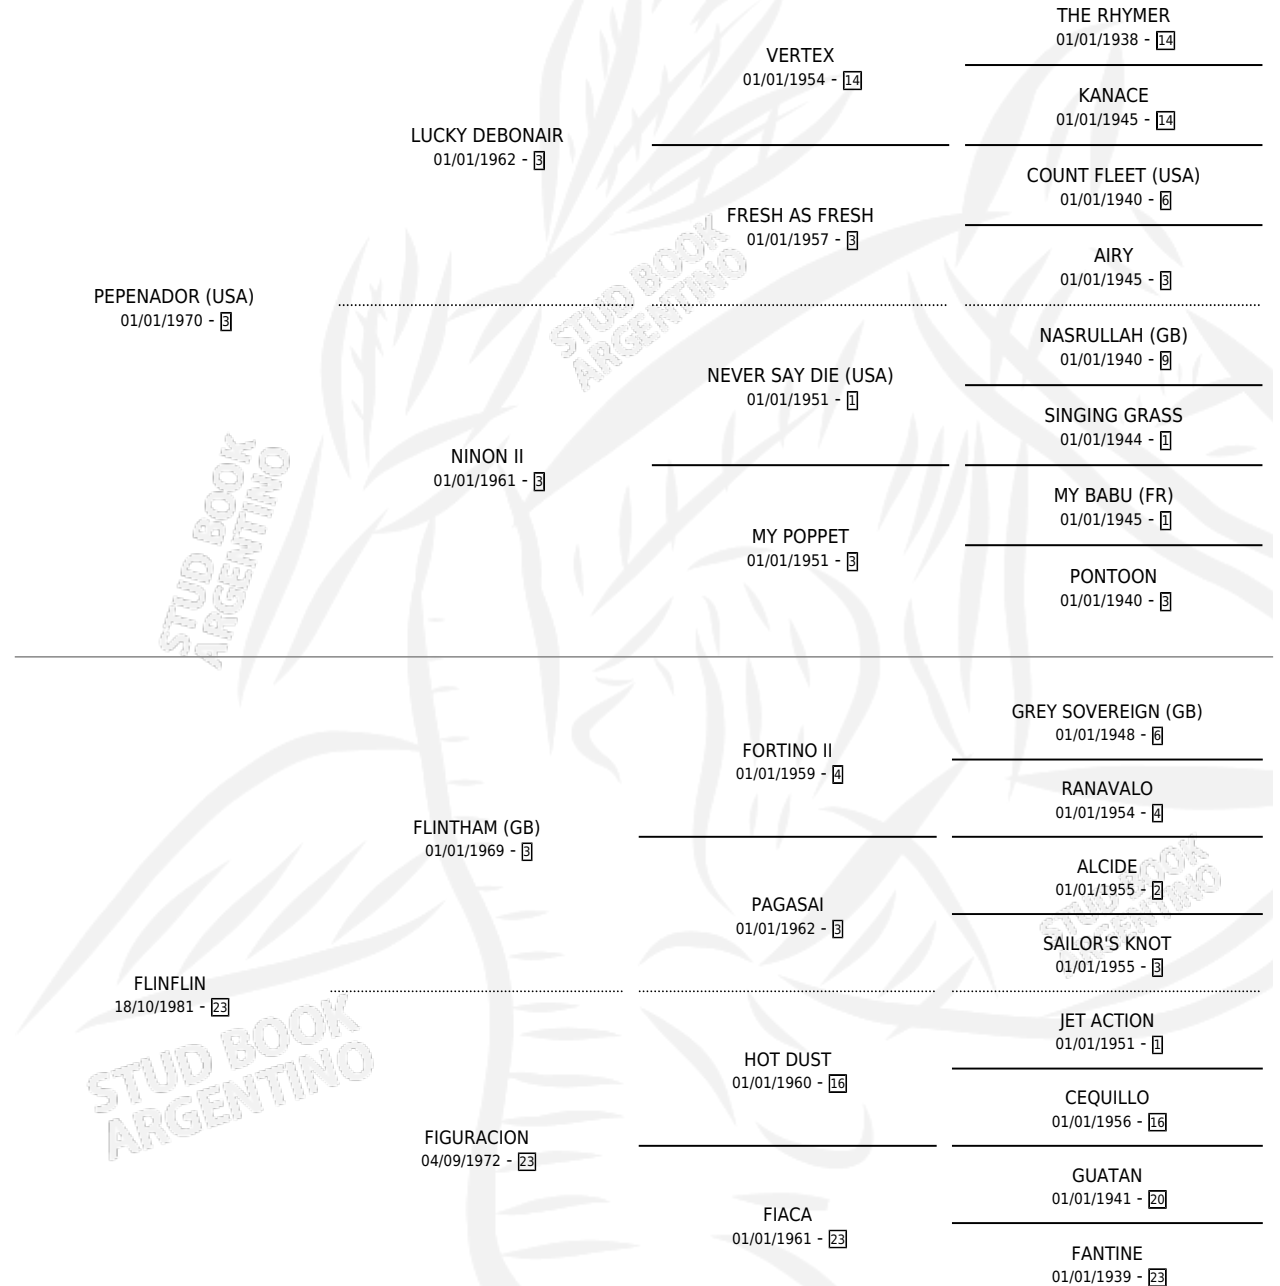 THE RHYMER
01/01/1938 - 14
VERTEX
01/01/1954 - 14
KANACE
01/01/1945 - 14
LUCKY DEBONAIR
01/01/1962 - 3
COUNT FLEET (USA)
01/01/1940 - 6
FRESH AS FRESH
01/01/1957 - 3
AIRY
01/01/1945 - 3
PEPENADOR (USA)
01/01/1970 - 3
NASRULLAH (GB)
01/01/1940 - 9
NEVER SAY DIE (USA)
01/01/1951 - 1
SINGING GRASS
01/01/1944 - 1
NINON II
01/01/1961 - 3
MY BABU (FR)
01/01/1945 - 1
MY POPPET
01/01/1951 - 3
PONTOON
01/01/1940 - 3
STUD BOOK
ARGENTINO
STUD BOOK
ARGENTINO
GREY SOVEREIGN (GB)
01/01/1948 - 6
FORTINO II
01/01/1959 - 4
RANAVALO
01/01/1954 - 4
FLINTHAM (GB)
01/01/1969 - 3
ALCIDE
01/01/1955 - 2
PAGASAI
01/01/1962 - 3
SAILOR'S KNOT
01/01/1955 - 3
STUD BOOK
ARGENTINO
FLINFLIN
18/10/1981 - 23
JET ACTION
01/01/1951 - 1
HOT DUST
01/01/1960 - 16
CEQUILLO
01/01/1956 - 16
FIGURACION
04/09/1972 - 23
GUATAN
01/01/1941 - 20
FIACA
01/01/1961 - 23
FANTINE
01/01/1939 - 23
STUD BOOK
ARGENTINO